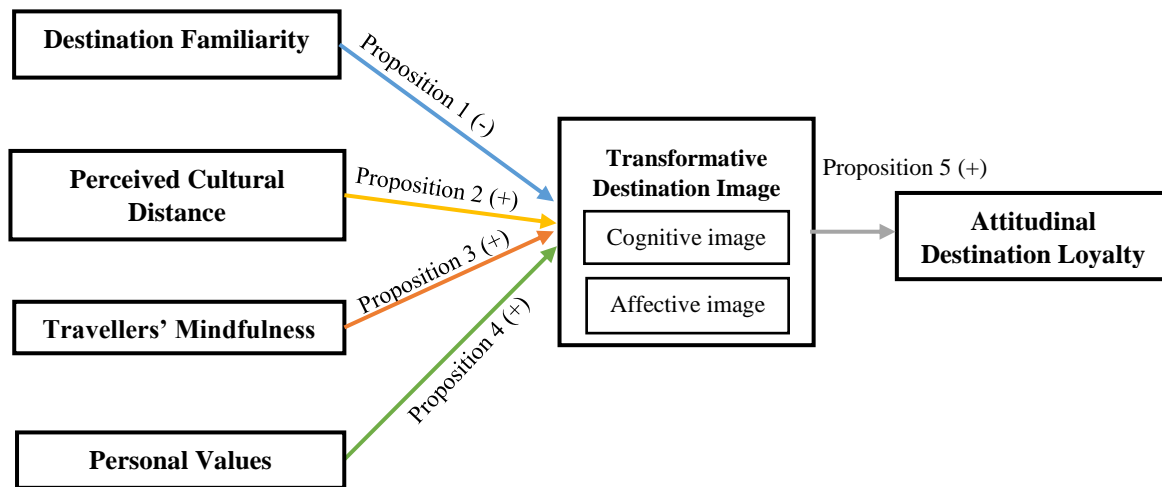 Destination Familiarity
Proposition 1 (-)
Perceived Cultural
Distance
Proposition 2 (+)
Travellers’ Mindfulness
Proposition 3 (+)
Personal Values
Proposition 4 (+)
Transformative
Destination Image
Cognitive image
Affective image
Proposition 5 (+)
Attitudinal
Destination Loyalty